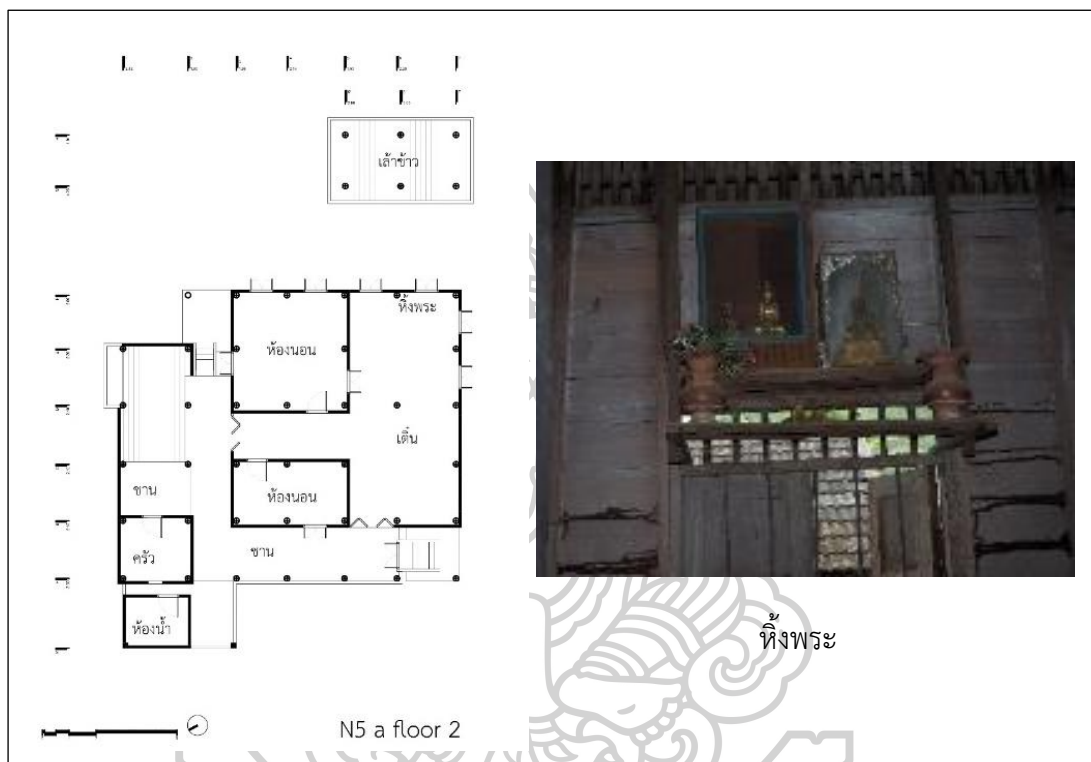 เล้าข้าว
หิ้งพระ
ห้องนอน
เติ๋น
ห้องนอน
ชาน
ชาน
ครัว
ห้องน้ำ
หิ้งพระ
N5 a floor 2